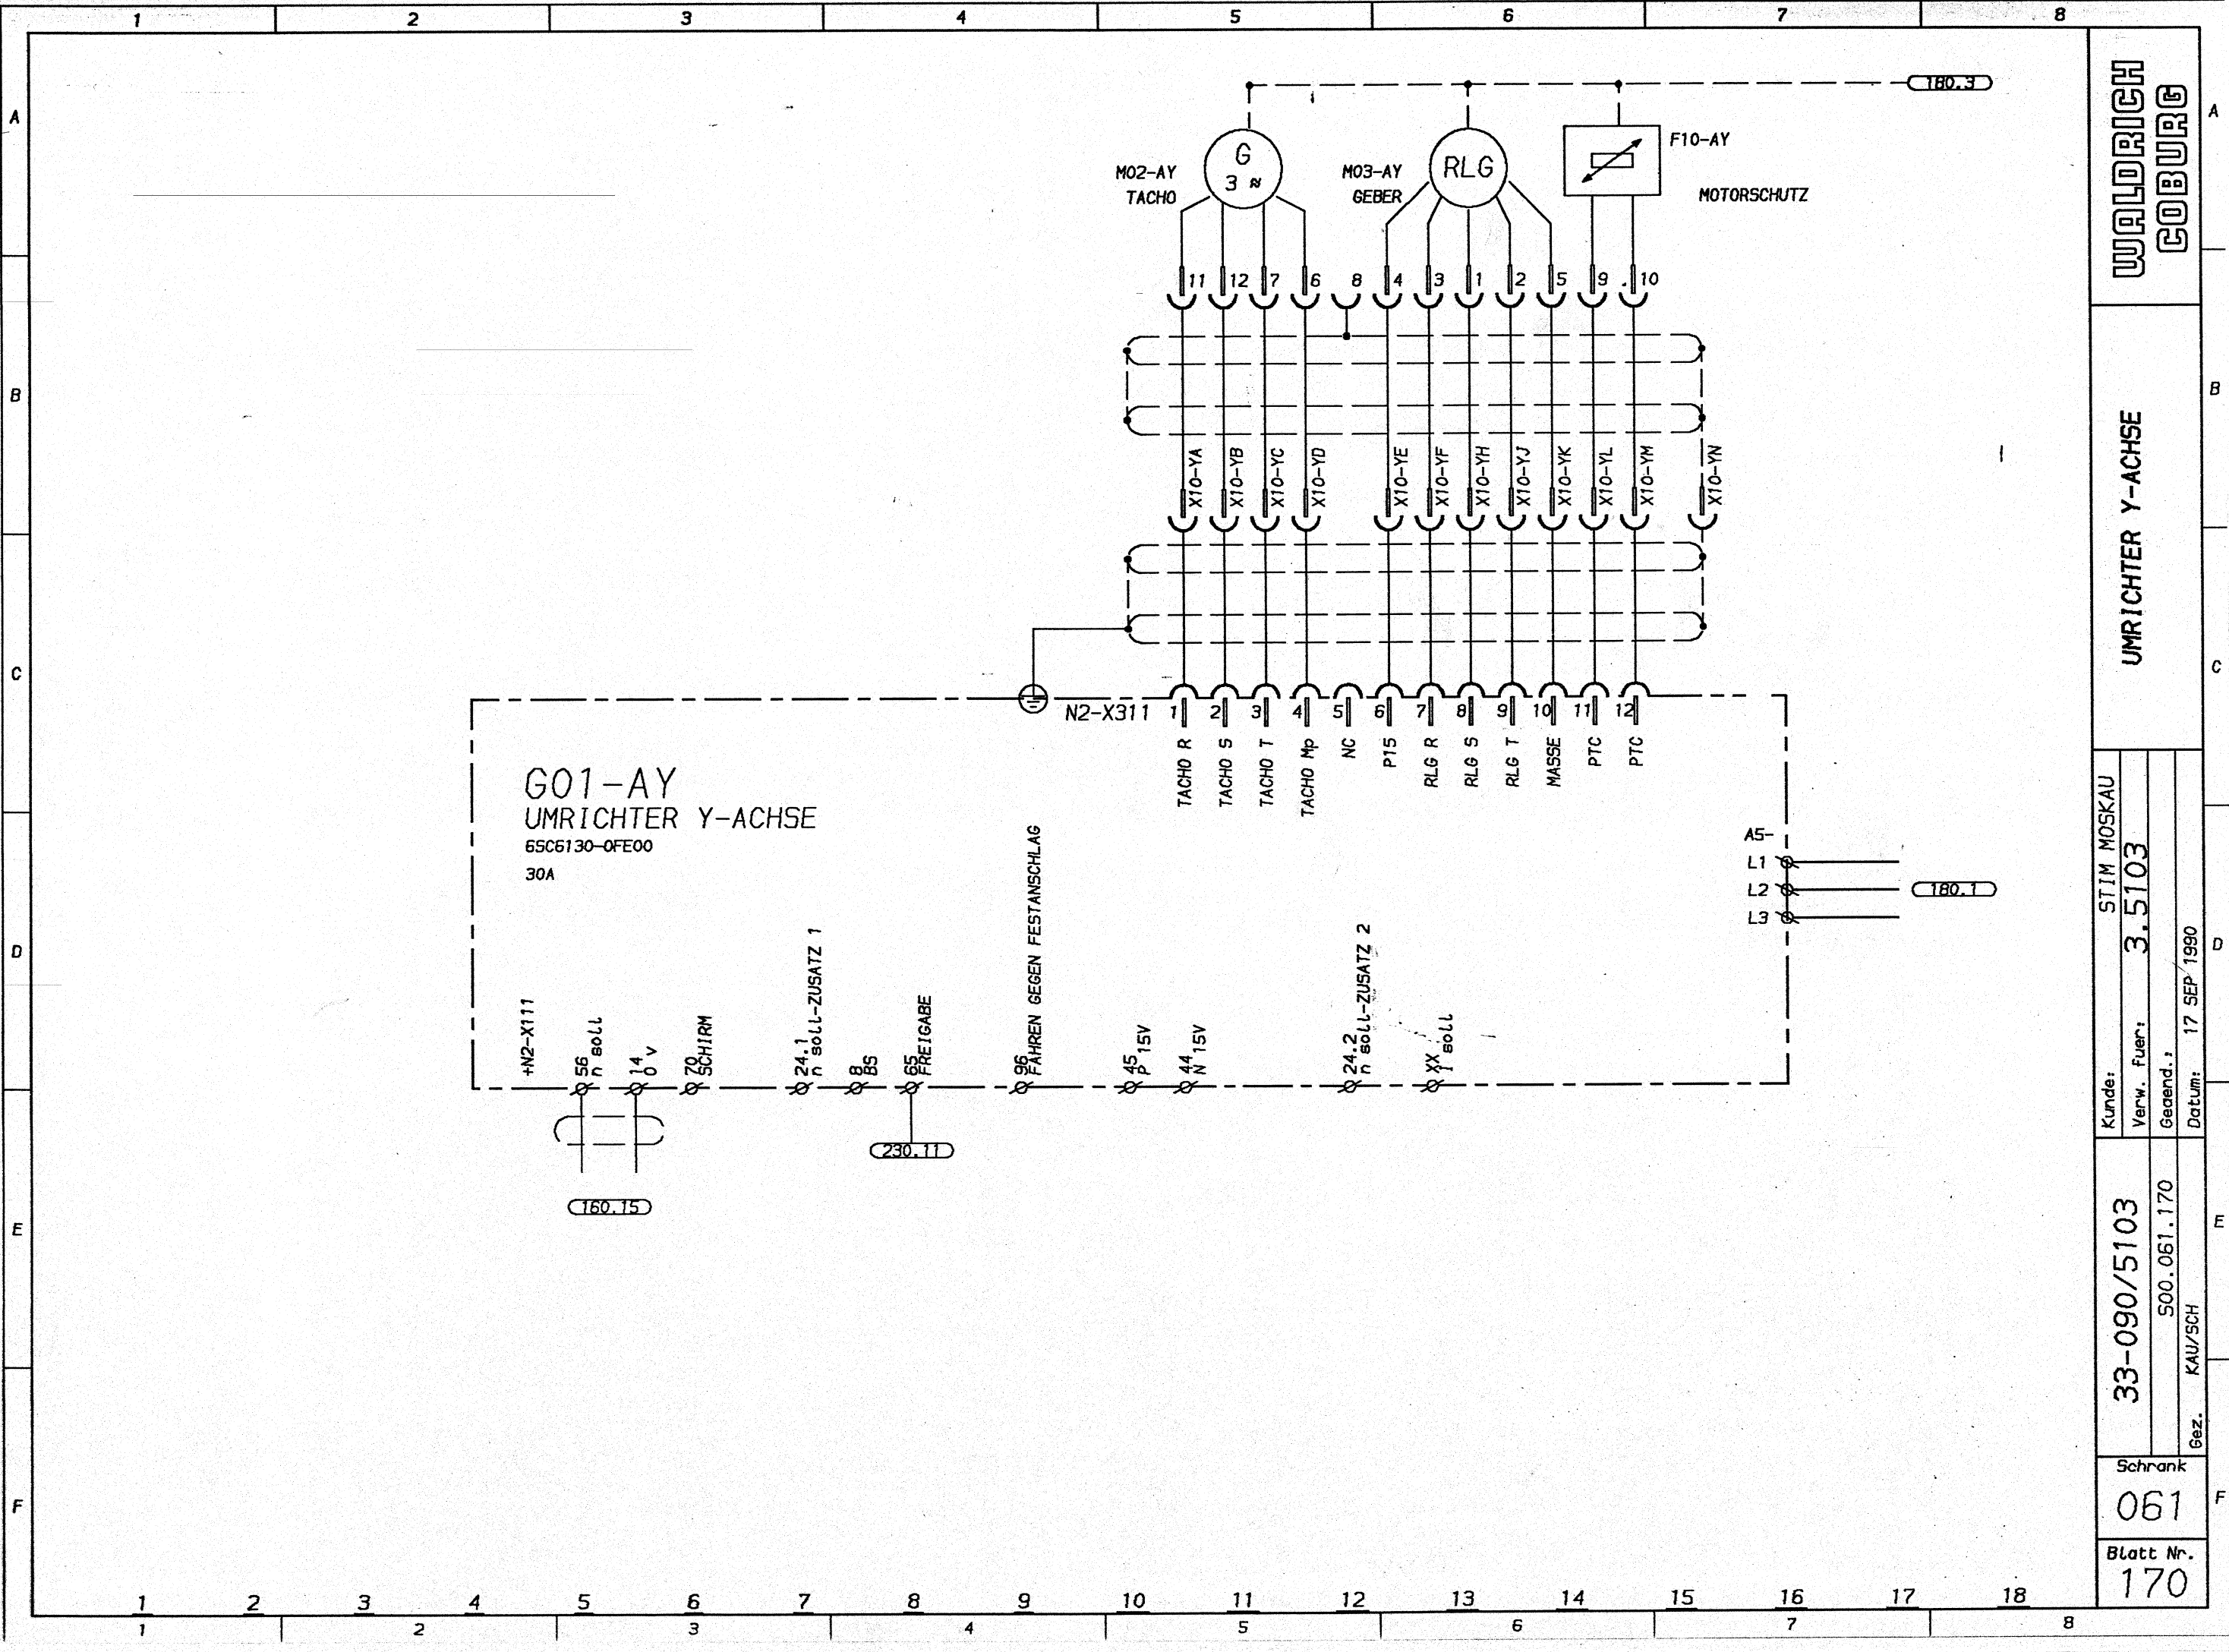 1 2 3 4 5 6 7 8
A A
B B
C C
D D
E E
F F
180.3
G
3 ≈
M02-AY
TACHO
RLG
M03-AY
GEBER
F10-AY
MOTORSCHUTZ
11 12 7 6 8 4 3 1 2 5 9 10
X10-YA
X10-YB
X10-YC
X10-YD
X10-YE
X10-YF
X10-YH
X10-YJ
X10-YK
X10-YL
X10-YM
X10-YN
N2-X311
1 2 3 4 5 6 7 8 9 10 11 12
TACHO R
TACHO S
TACHO T
TACHO Mp
NC
P15
RLG R
RLG S
RLG T
MASSE
PTC
PTC
G01-AY
UMRICHTER Y-ACHSE
6SC6130-0FE00
30A
A5-
L1
L2
L3
180.1
+N2-X111
56
n soll
14
0 V
70
SCHIRM
24.1
n soll-ZUSATZ 1
8
BS
65
FREIGABE
96
FAHREN GEGEN FESTANSCHLAG
45
P 15V
44
N 15V
24.2
n soll-ZUSATZ 2
XX
I soll
160.15
230.11
1 2 3 4 5 6 7 8 9 10 11 12 13 14 15 16 17 18
1 2 3 4 5 6 7 8
WALDRICH
COBURG
UMRICHTER Y-ACHSE
Kunde: STIM MOSKAU
Verw. fuer: 3.5103
Geaend.:
Datum: 17 SEP 1990
33-090/5103
S00.061.170
Gez. KAU/SCH
Schrank
061
Blatt Nr.
170